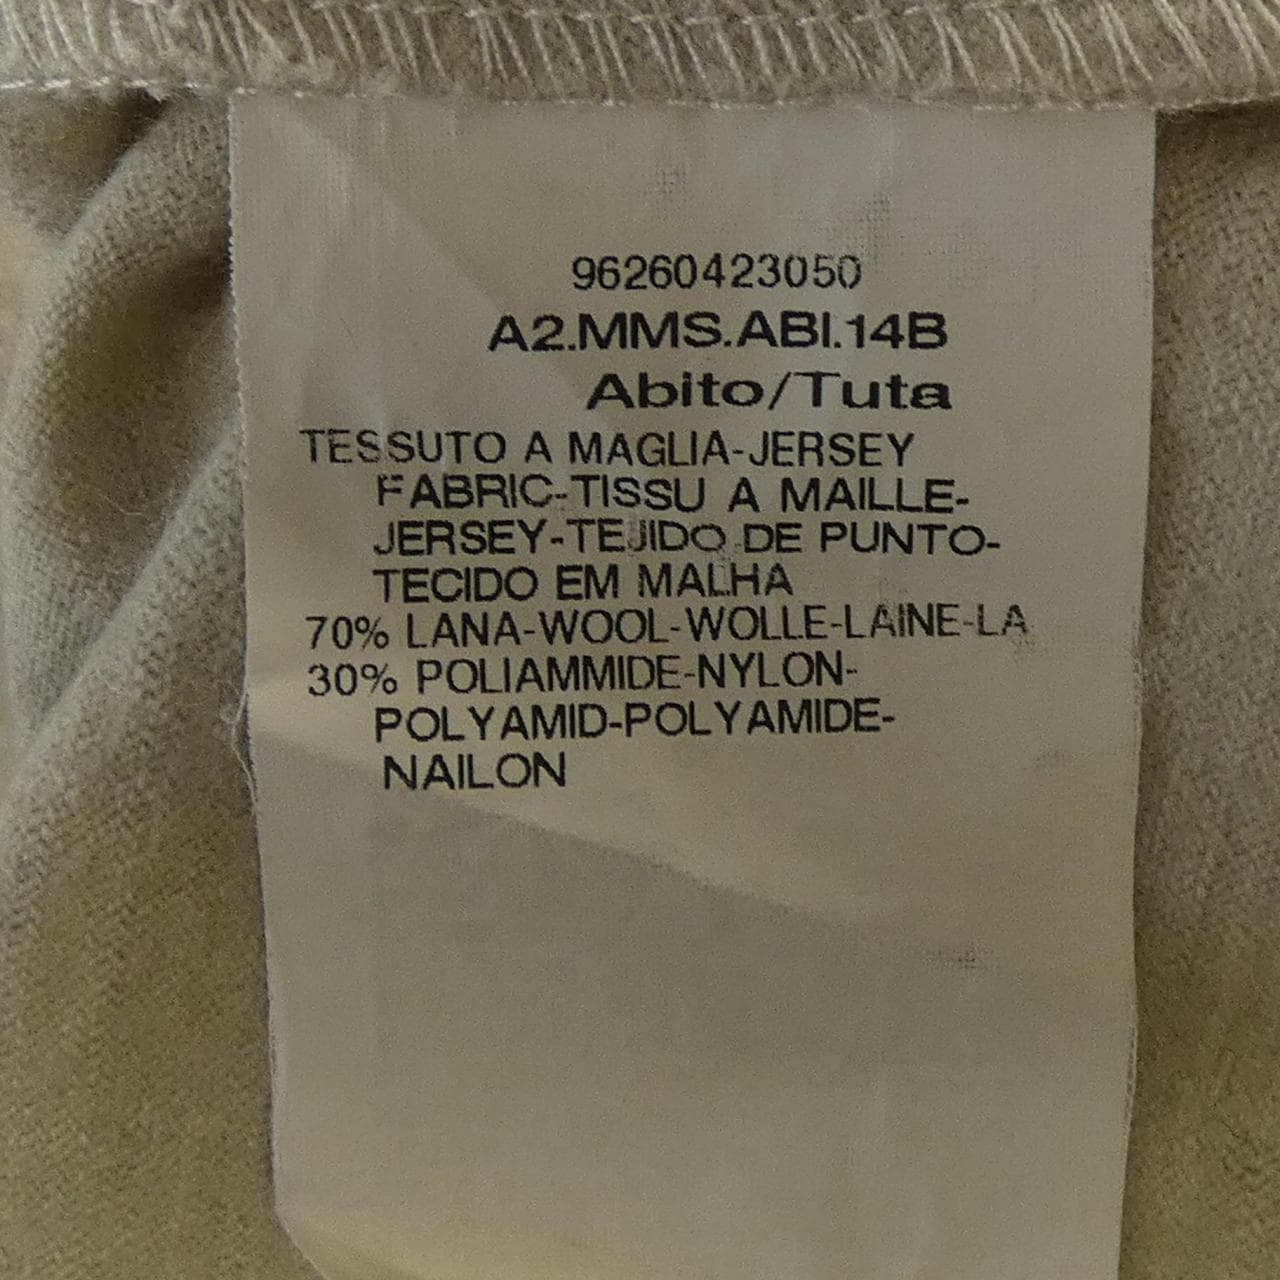 96260423050
A2.MMS.ABI.14B
Abito/Tuta
TESSUTO A MAGLIA-JERSEY
FABRIC-TISSU A MAILLE-
JERSEY-TEJIDO DE PUNTO-
TECIDO EM MALHA
70% LANA-WOOL-WOLLE-LAINE-LA
30% POLIAMMIDE-NYLON-
POLYAMID-POLYAMIDE-
NAILON